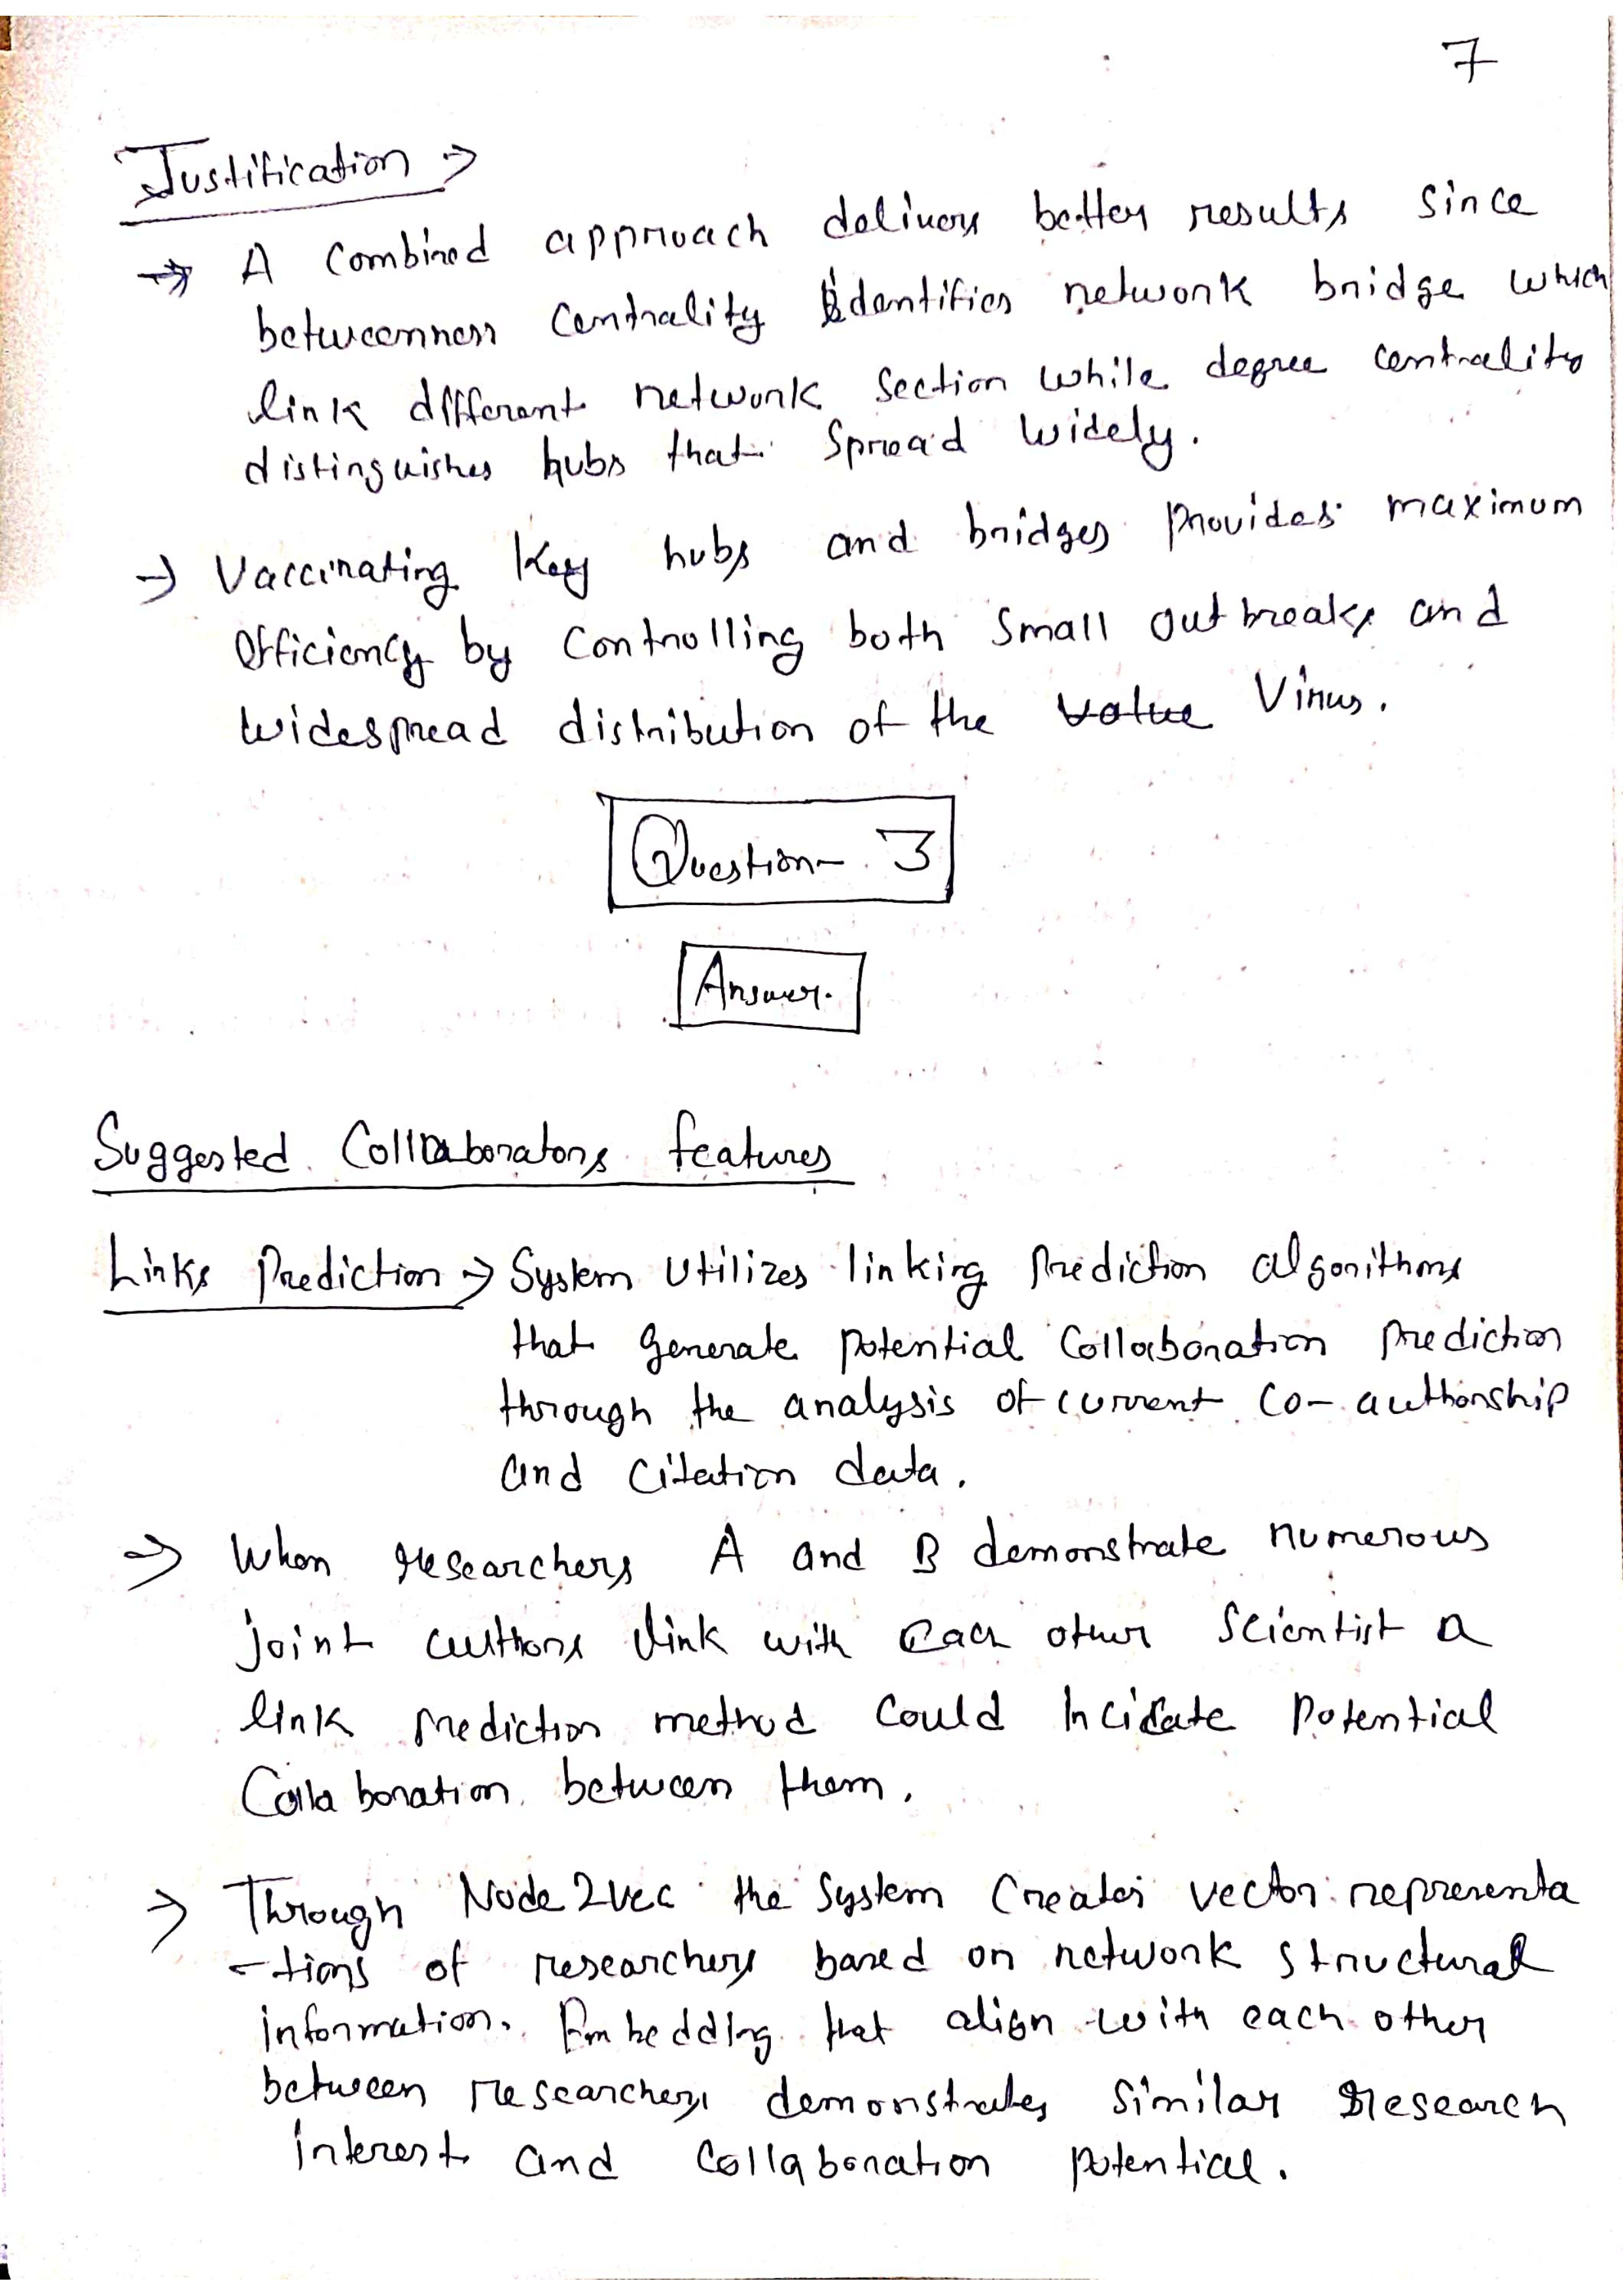 7
Justification →
→ A combined approach delivers better results since
betweenness centrality identifies network bridge which
link different network section while degree centrality
distinguishes hubs that spread widely.
→ Vaccinating key hubs and bridges provides maximum
efficiency by controlling both small outbreaks and
widespread distribution of the value virus.
Question- 3
Answer.
Suggested Collaborators features
Links Prediction → System utilizes linking prediction algorithms
that generate potential collaboration prediction
through the analysis of current co-authorship
and citation data.
→ When researchers A and B demonstrate numerous
joint authors link with each other scientist a
link prediction method could incidate potential
Collaboration between them.
→ Through Node2vec the system creates vector representa
-tions of researchers based on network structural
information. Embedding that align with each other
between researchers demonstrates similar research
interest and collaboration potential.